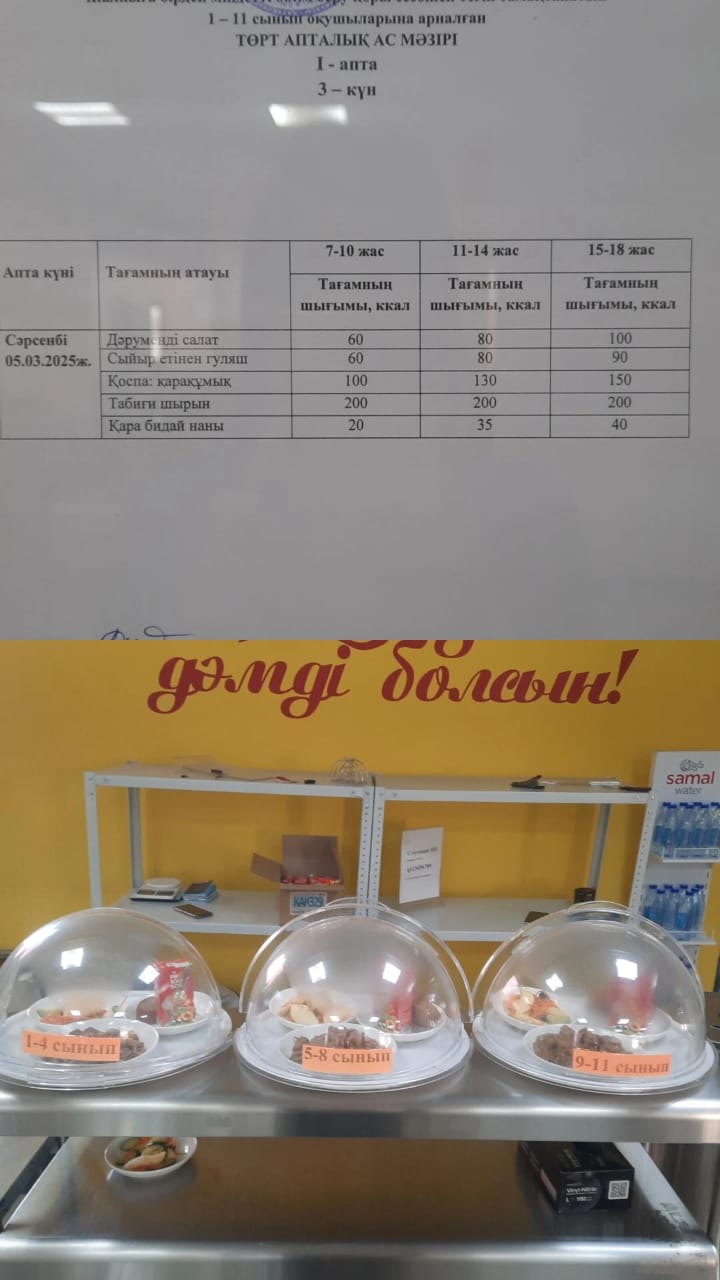 1 – 11 сынып оқушыларына арналған
ТӨРТ АПТАЛЫҚ АС МӘЗІРІ
I - апта
3 – күн
Апта күні Тағамның атауы 7-10 жас 11-14 жас 15-18 жас
Тағамның шығымы, ккал Тағамның шығымы, ккал Тағамның шығымы, ккал
Сәрсенбі 05.03.2025ж. Дәруменді салат 60 80 100
Сыйыр етінен гуляш 60 80 90
Қоспа: қарақұмық 100 130 150
Табиғи шырын 200 200 200
Қара бидай наны 20 35 40
дәмді болсын!
samal
water
1-4 сынып
5-8 сынып
9-11 сынып